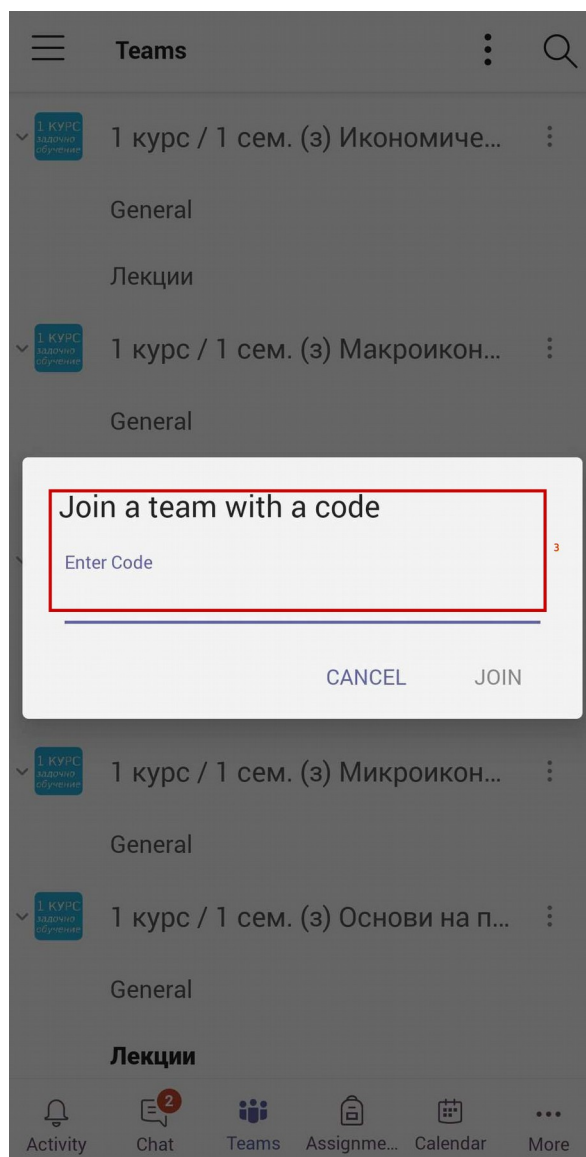 Teams
1 КУРС
задочно
обучение
1 курс / 1 сем. (з) Икономиче...
General
Лекции
1 КУРС
задочно
обучение
1 курс / 1 сем. (з) Макроикон...
General
Join a team with a code
Enter Code
3
CANCEL JOIN
1 КУРС
задочно
обучение
1 курс / 1 сем. (з) Микроикон...
General
1 КУРС
задочно
обучение
1 курс / 1 сем. (з) Основи на п...
General
Лекции
2
Activity Chat Teams Assignme... Calendar More